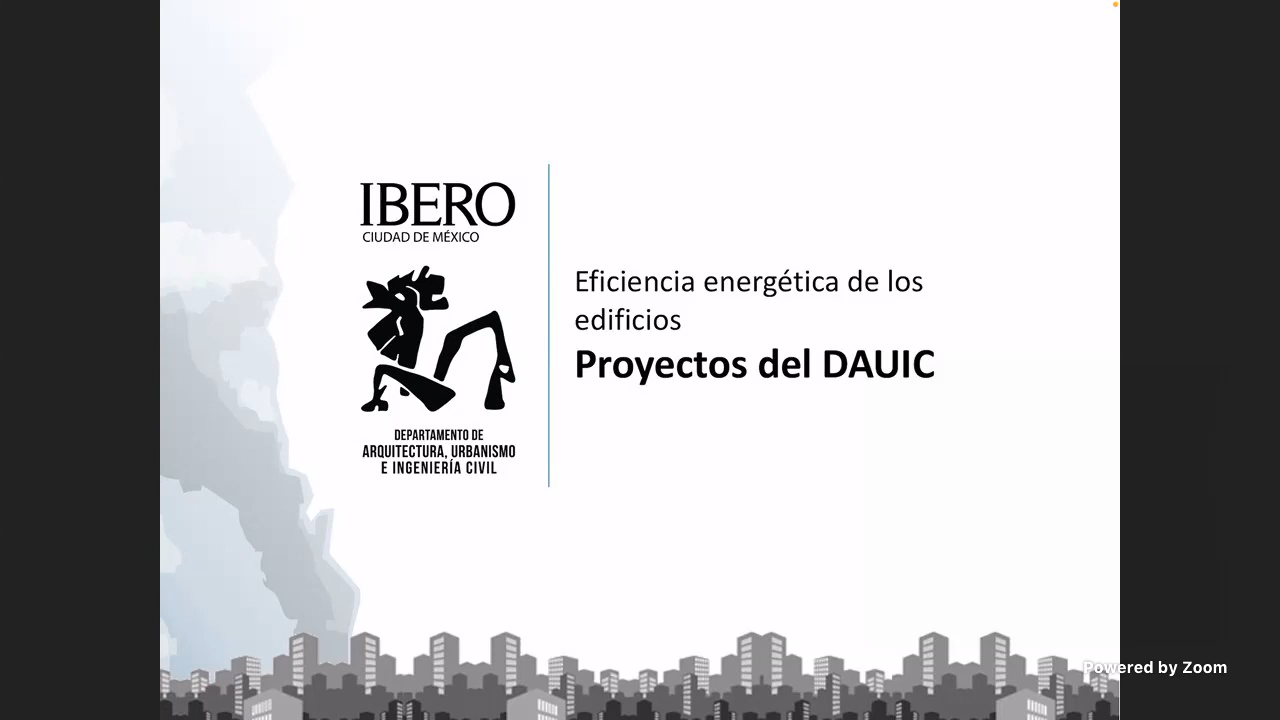 IBERO
CIUDAD DE MÉXICO
DEPARTAMENTO DE
ARQUITECTURA, URBANISMO
E INGENIERÍA CIVIL
Eficiencia energética de los
edificios
Proyectos del DAUIC
Powered by Zoom